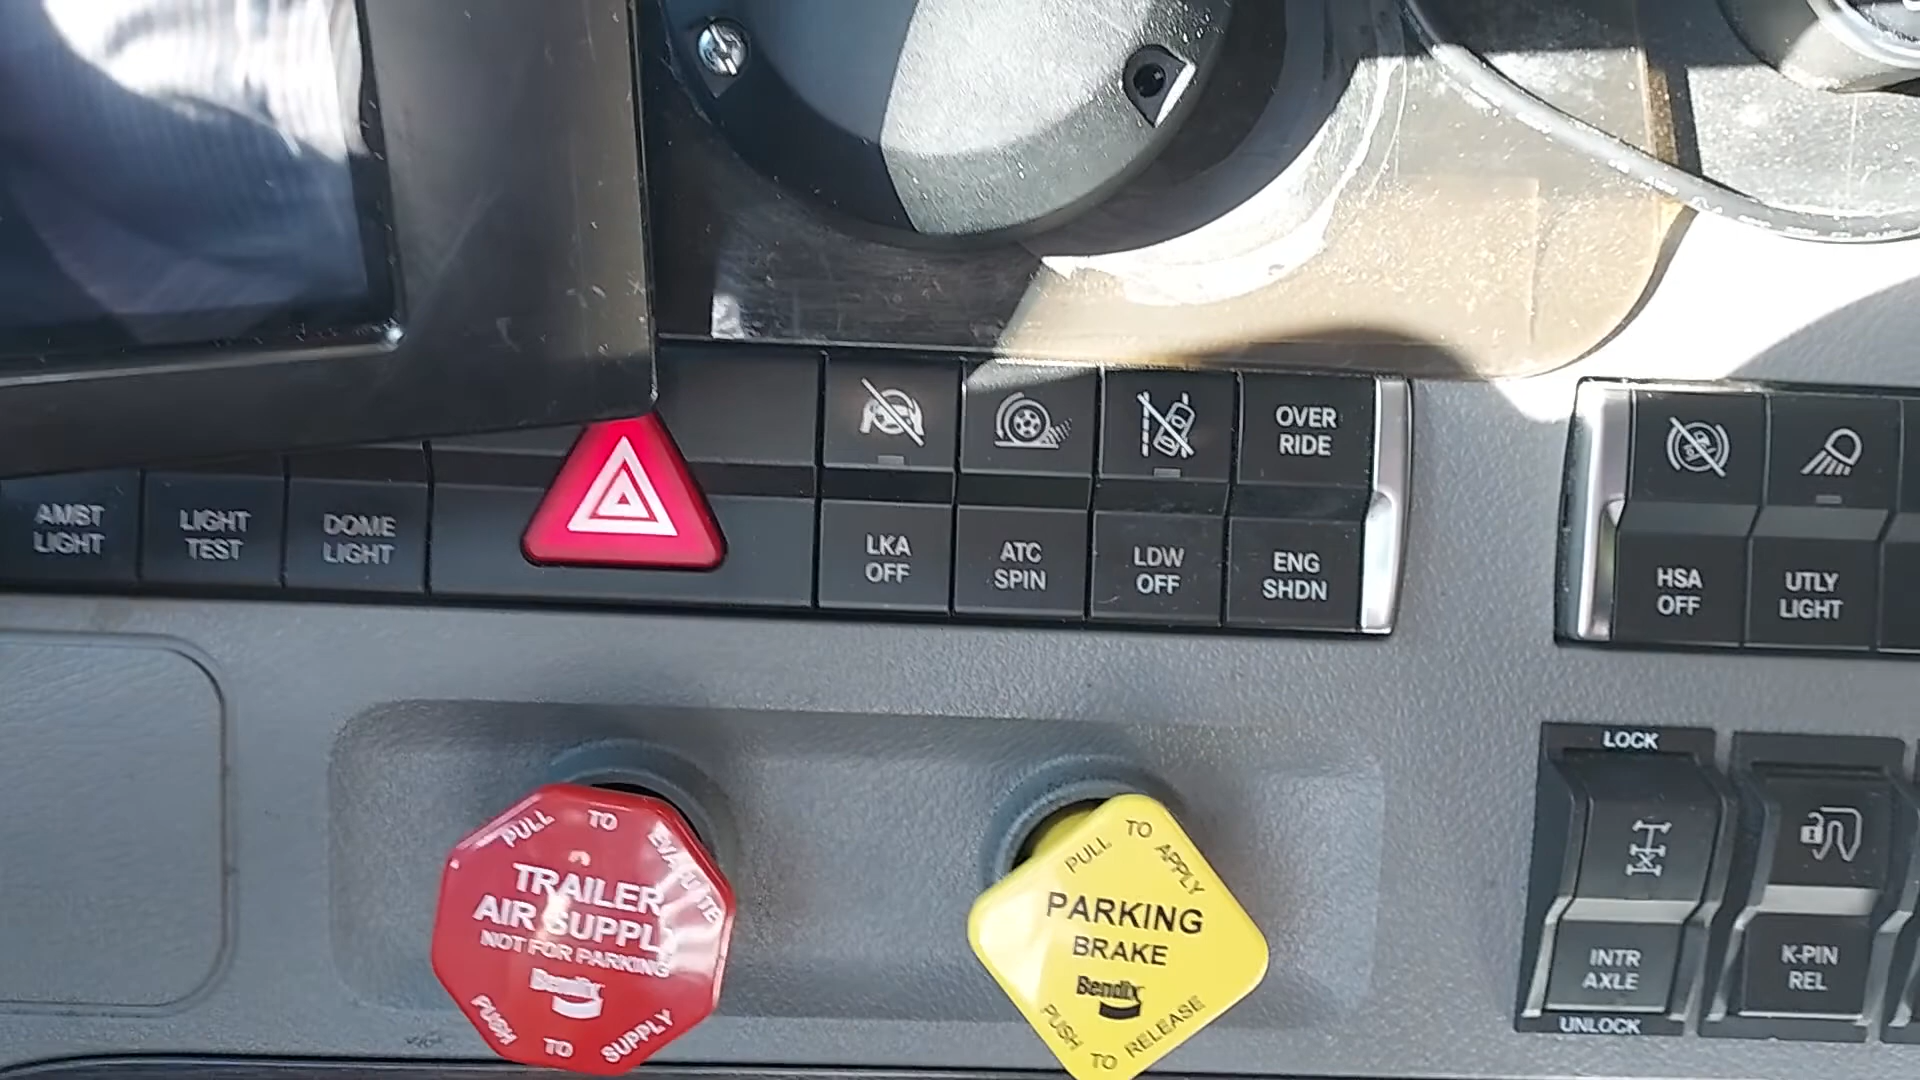 AMST
LIGHT
LIGHT
TEST
DOME
LIGHT
LKA
OFF
ATC
SPIN
LDW
OFF
OVER
RIDE
ENG
SHDN
HSA
OFF
UTLY
LIGHT
PULL TO EVACUATE
TRAILER
AIR SUPPLY
NOT FOR PARKING
Bendix
PUSH TO SUPPLY
PULL TO APPLY
PARKING
BRAKE
Bendix
PUSH TO RELEASE
LOCK
INTR
AXLE
UNLOCK
K-PIN
REL